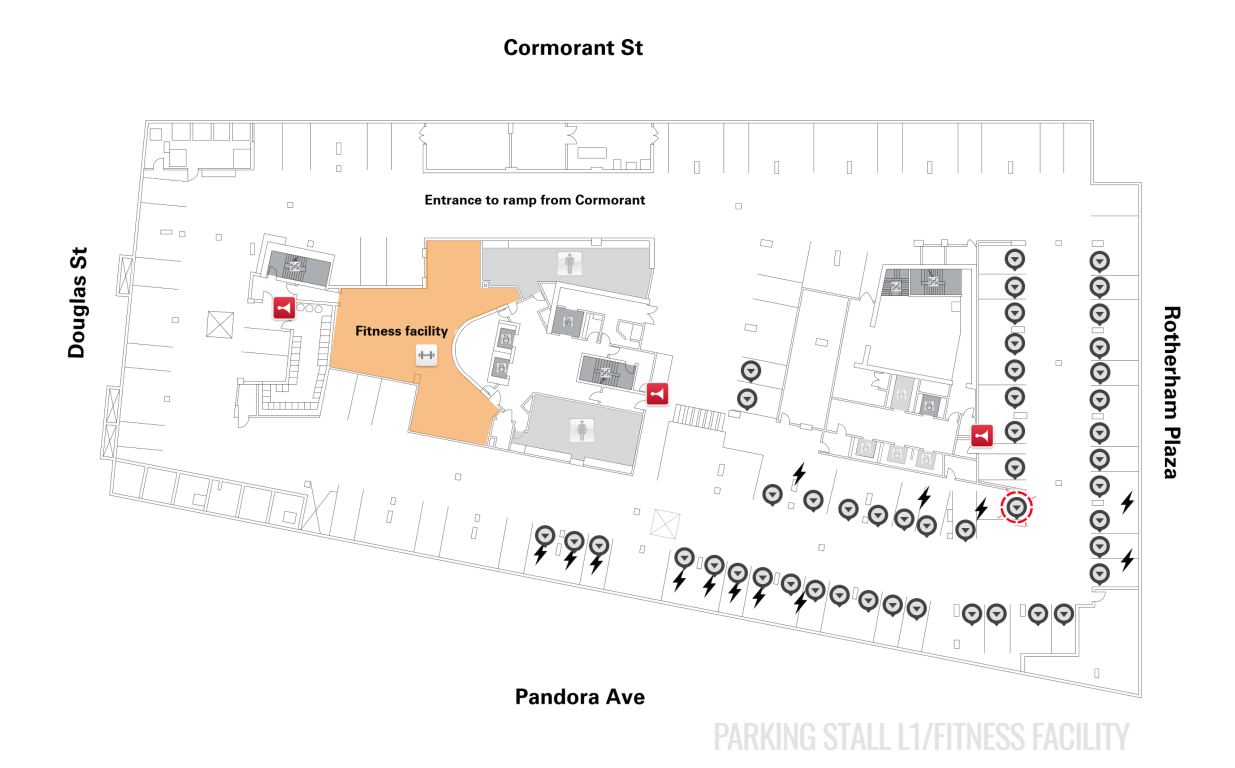 Cormorant St
Entrance to ramp from Cormorant
Douglas St
Fitness facility
Rotherham Plaza
Pandora Ave
PARKING STALL L1/FITNESS FACILITY